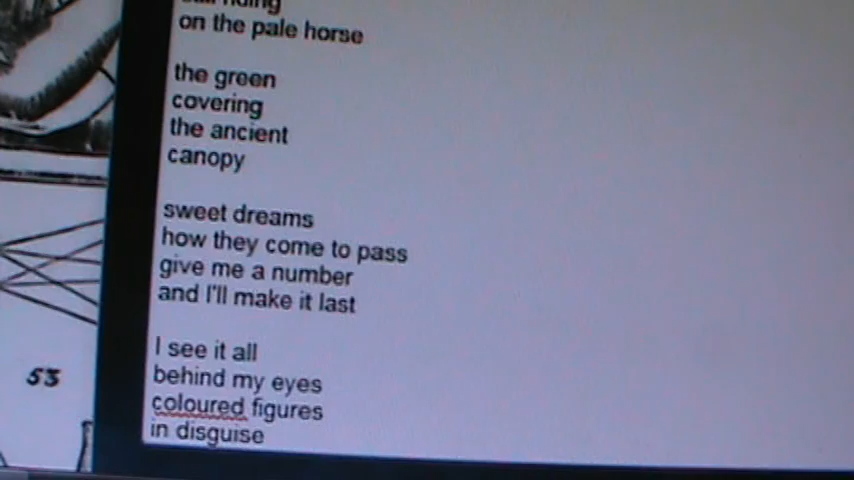 riding
on the pale horse
the green
covering
the ancient
canopy
sweet dreams
how they come to pass
give me a number
and I'll make it last
I see it all
behind my eyes
coloured figures
in disguise
53